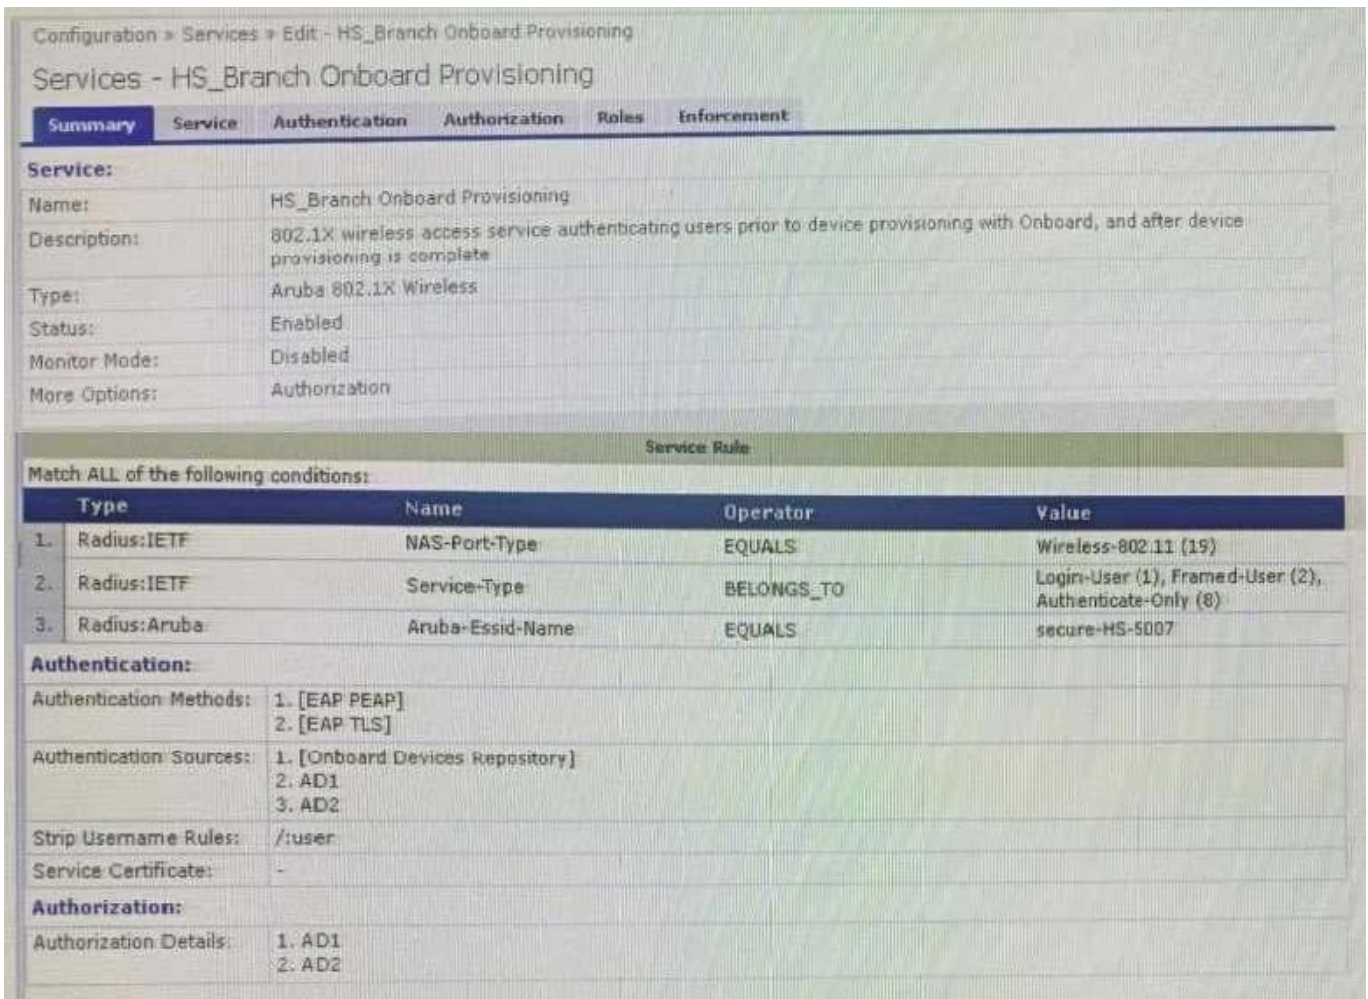 Configuration » Services » Edit - HS_Branch Onboard Provisioning
Services - HS_Branch Onboard Provisioning
Summary Service Authentication Authorization Roles Enforcement
Service:
Name: HS_Branch Onboard Provisioning
Description: 802.1X wireless access service authenticating users prior to device provisioning with Onboard, and after device
provisioning is complete
Type: Aruba 802.1X Wireless
Status: Enabled
Monitor Mode: Disabled
More Options: Authorization
Service Rule
Match ALL of the following conditions:
Type Name Operator Value
1. Radius:IETF NAS-Port-Type EQUALS Wireless-802.11 (19)
2. Radius:IETF Service-Type BELONGS_TO Login-User (1), Framed-User (2),
Authenticate-Only (8)
3. Radius:Aruba Aruba-Essid-Name EQUALS secure-HS-5007
Authentication:
Authentication Methods: 1. [EAP PEAP]
2. [EAP TLS]
Authentication Sources: 1. [Onboard Devices Repository]
2. AD1
3. AD2
Strip Username Rules: /:user
Service Certificate: -
Authorization:
Authorization Details: 1. AD1
2. AD2